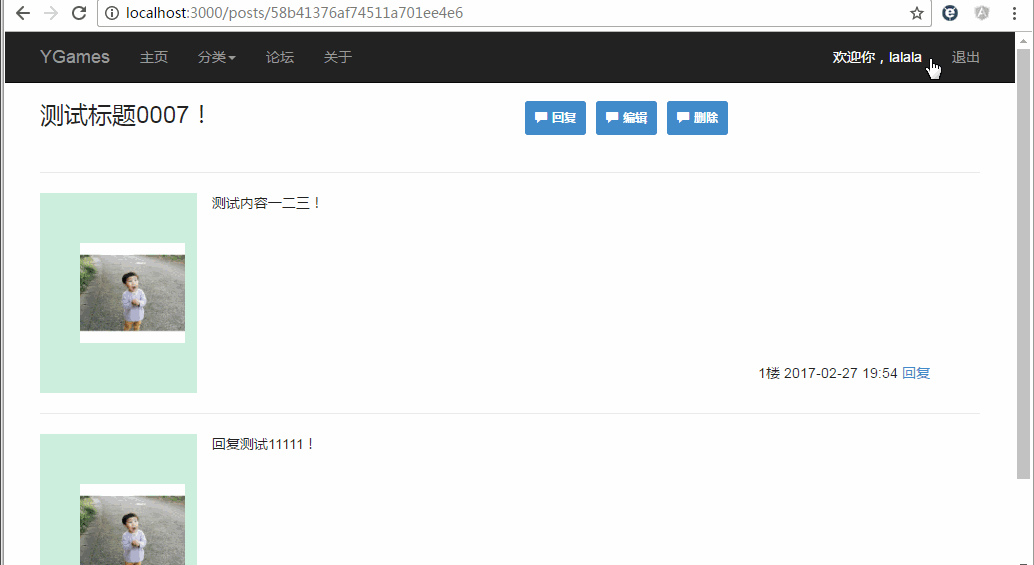 localhost:3000/posts/58b41376af74511a701ee4e6
YGames 主页 分类 论坛 关于 欢迎你，lalala 退出
测试标题0007！ 回复 编辑 删除
测试内容一二三！
1楼 2017-02-27 19:54 回复
回复测试11111！